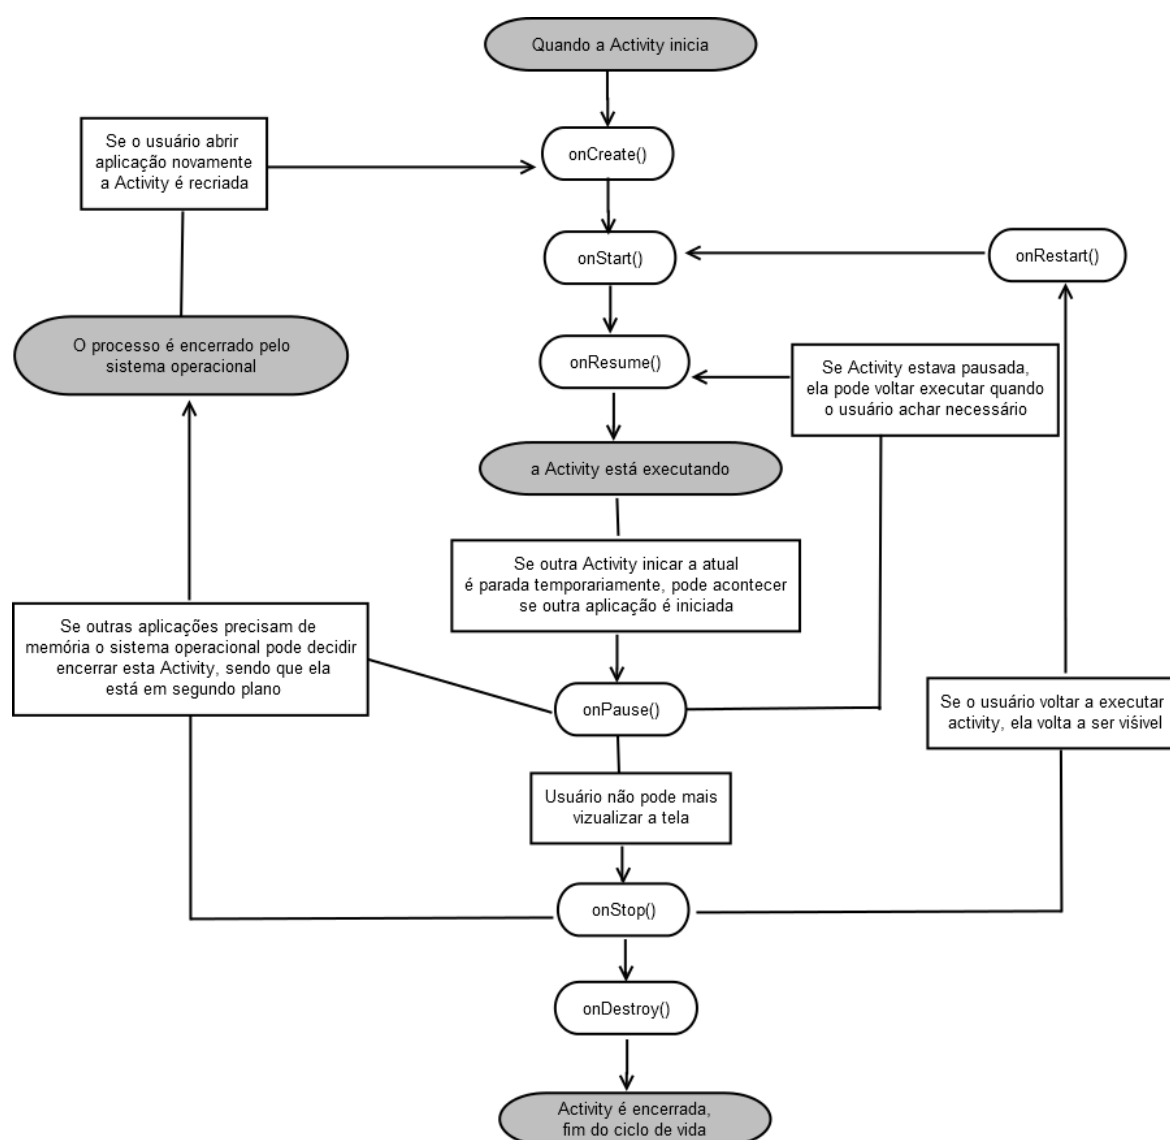 Quando a Activity inicia
Se o usuário abrir
aplicação novamente
a Activity é recriada
onCreate()
onStart()
onRestart()
O processo é encerrado pelo
sistema operacional
onResume()
Se Activity estava pausada,
ela pode voltar executar quando
o usuário achar necessário
a Activity está executando
Se outra Activity inicar a atual
é parada temporariamente, pode acontecer
se outra aplicação é iniciada
Se outras aplicações precisam de
memória o sistema operacional pode decidir
encerrar esta Activity, sendo que ela
está em segundo plano
onPause()
Se o usuário voltar a executar
activity, ela volta a ser viśivel
Usuário não pode mais
vizualizar a tela
onStop()
onDestroy()
Activity é encerrada,
fim do ciclo de vida